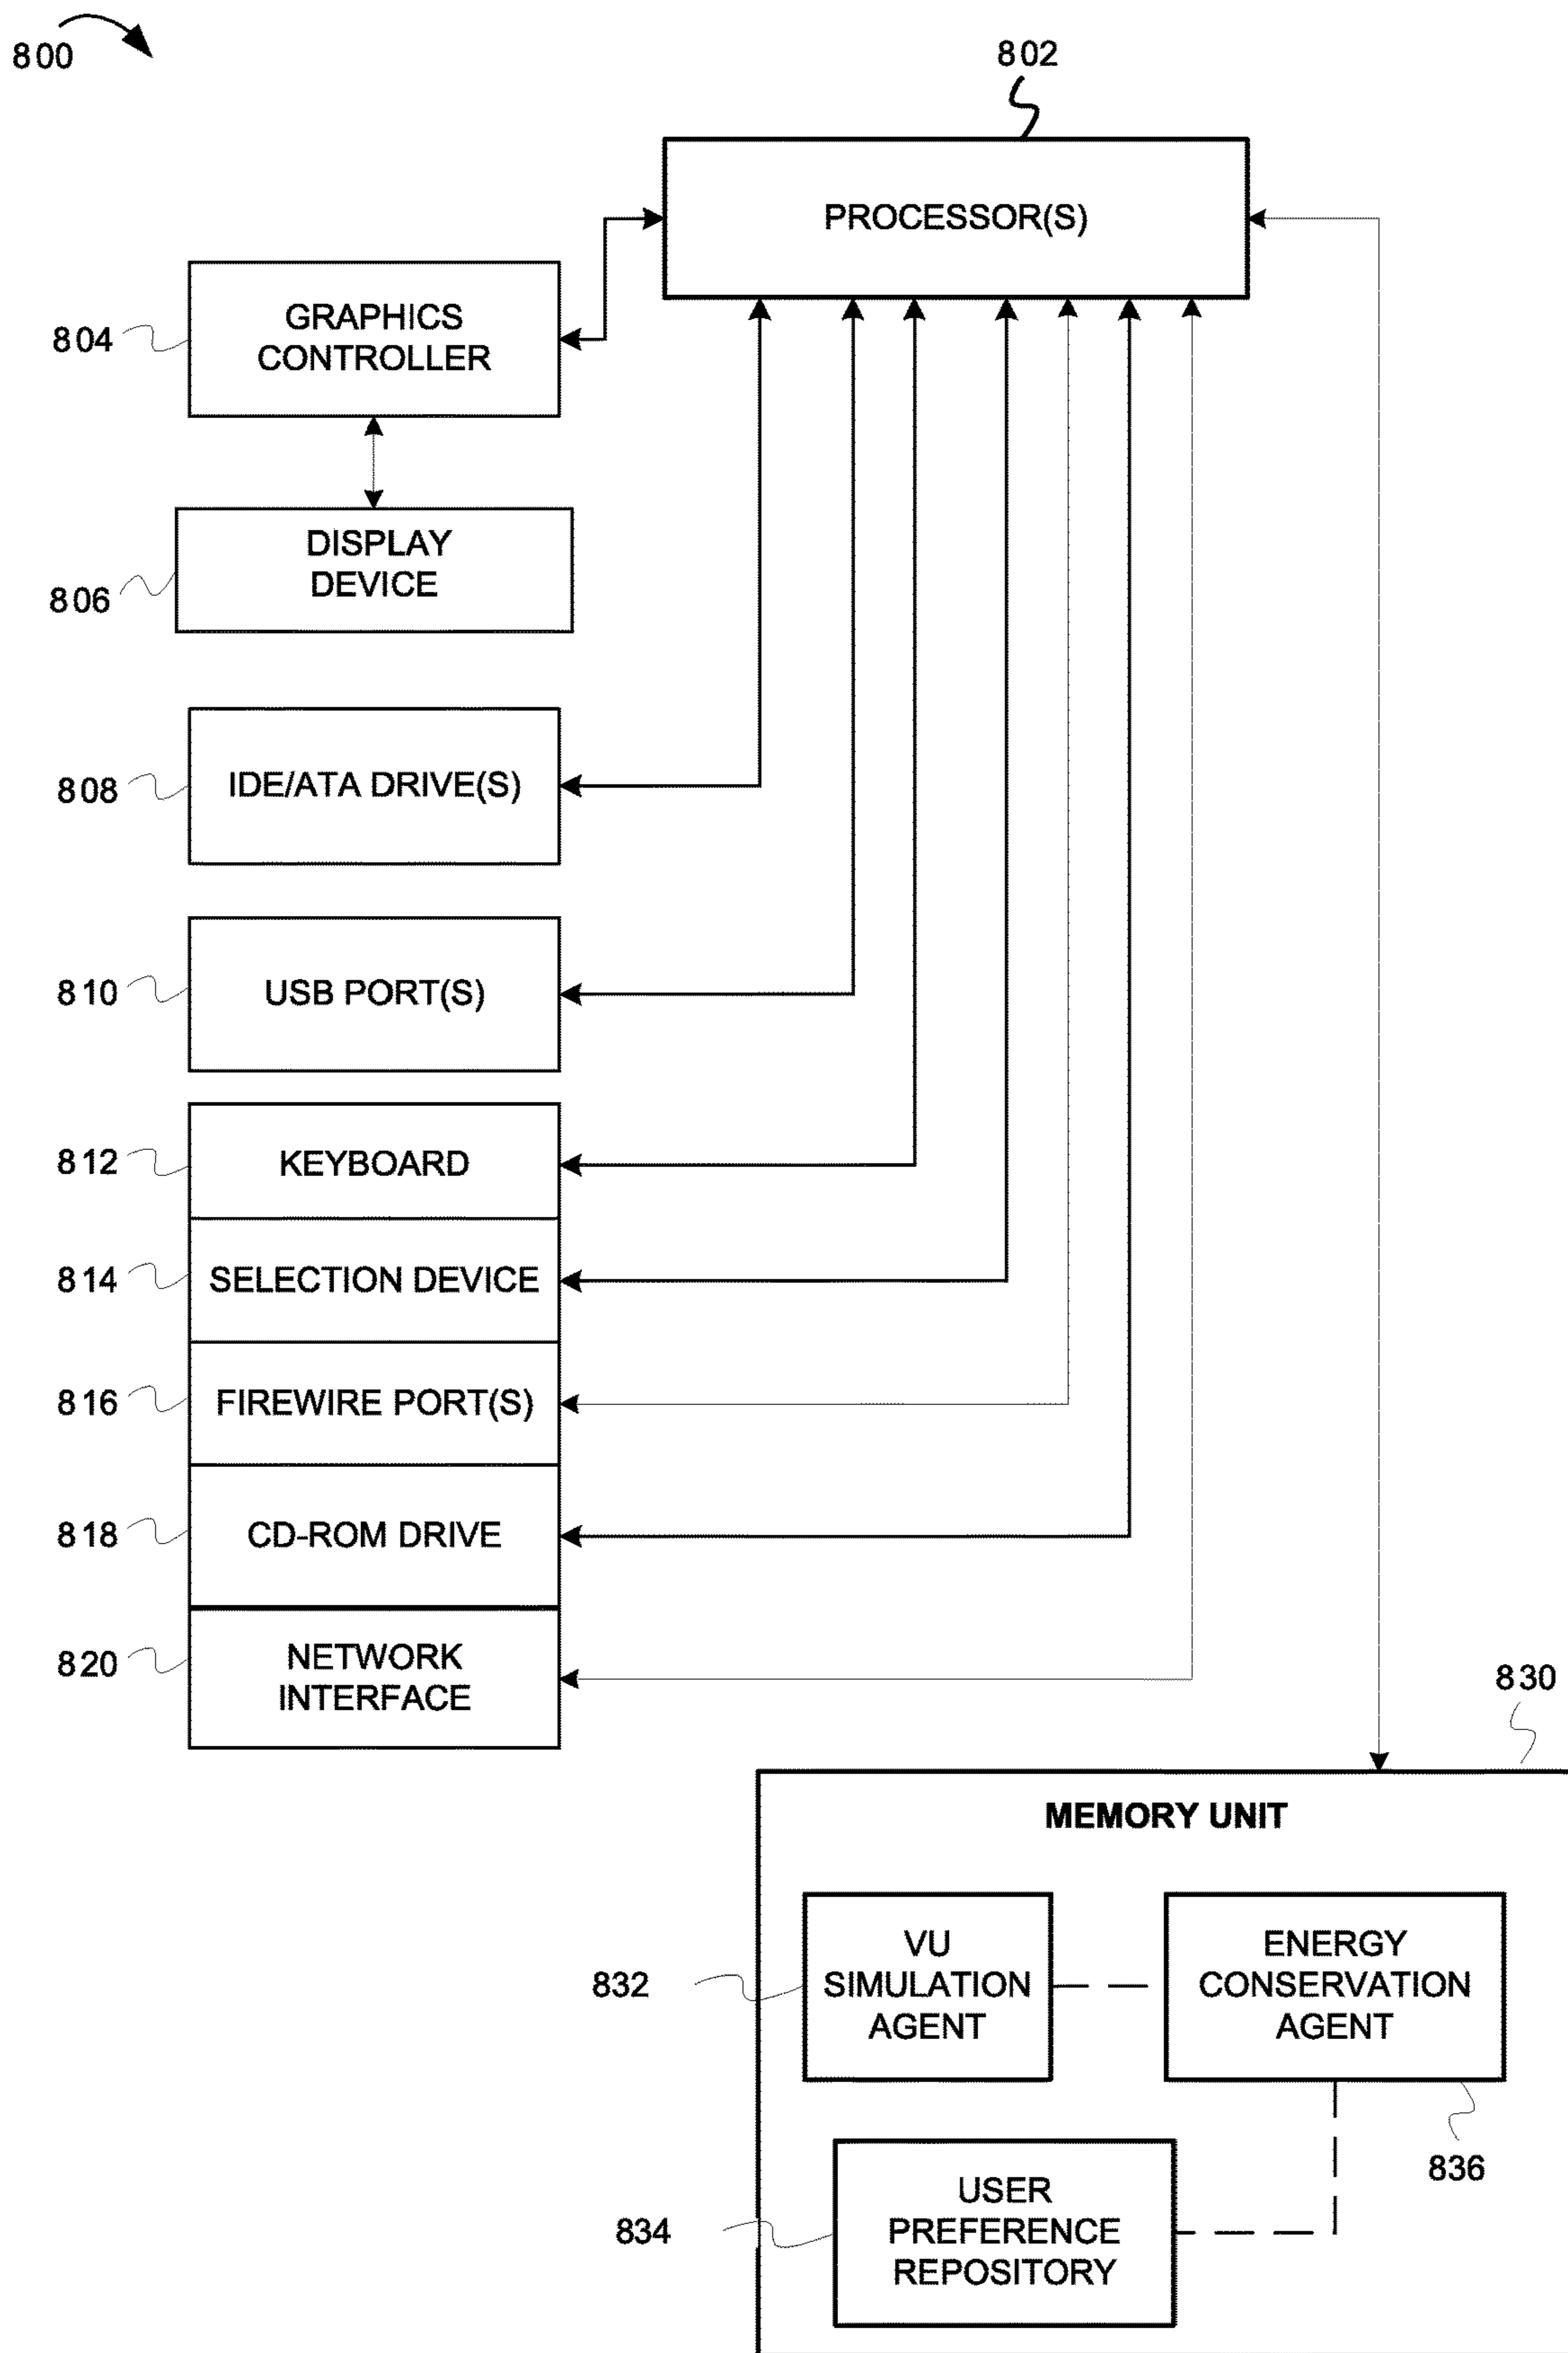 800
802
PROCESSOR(S)
GRAPHICS
CONTROLLER
804
DISPLAY
DEVICE
806
IDE/ATA DRIVE(S)
808
USB PORT(S)
810
KEYBOARD
812
SELECTION DEVICE
814
FIREWIRE PORT(S)
816
CD-ROM DRIVE
818
NETWORK
INTERFACE
820
830
MEMORY UNIT
VU
SIMULATION
AGENT
832
ENERGY
CONSERVATION
AGENT
836
USER
PREFERENCE
REPOSITORY
834